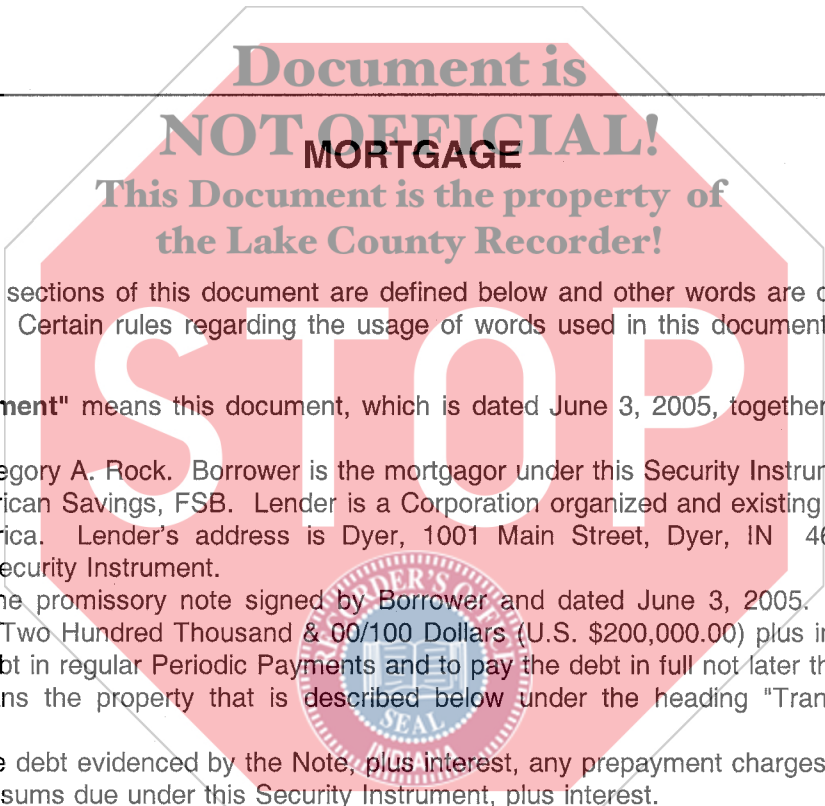 Document is
NOT OFFICIAL!
MORTGAGE
This Document is the property of
the Lake County Recorder!
sections of this document are defined below and other words are
Certain rules regarding the usage of words used in this document
STOP
ment" means this document, which is dated June 3, 2005, together
egory A. Rock. Borrower is the mortgagor under this Security Instrum
rican Savings, FSB. Lender is a Corporation organized and existing
rica. Lender's address is Dyer, 1001 Main Street, Dyer, IN 46
ecurity Instrument.
he promissory note signed by Borrower and dated June 3, 2005.
Two Hundred Thousand & 00/100 Dollars (U.S. $200,000.00) plus in
bt in regular Periodic Payments and to pay the debt in full not later th
ns the property that is described below under the heading "Tran
e debt evidenced by the Note, plus interest, any prepayment charges
sums due under this Security Instrument, plus interest.
RECORDER'S OFFICE
SEAL
INDIANA